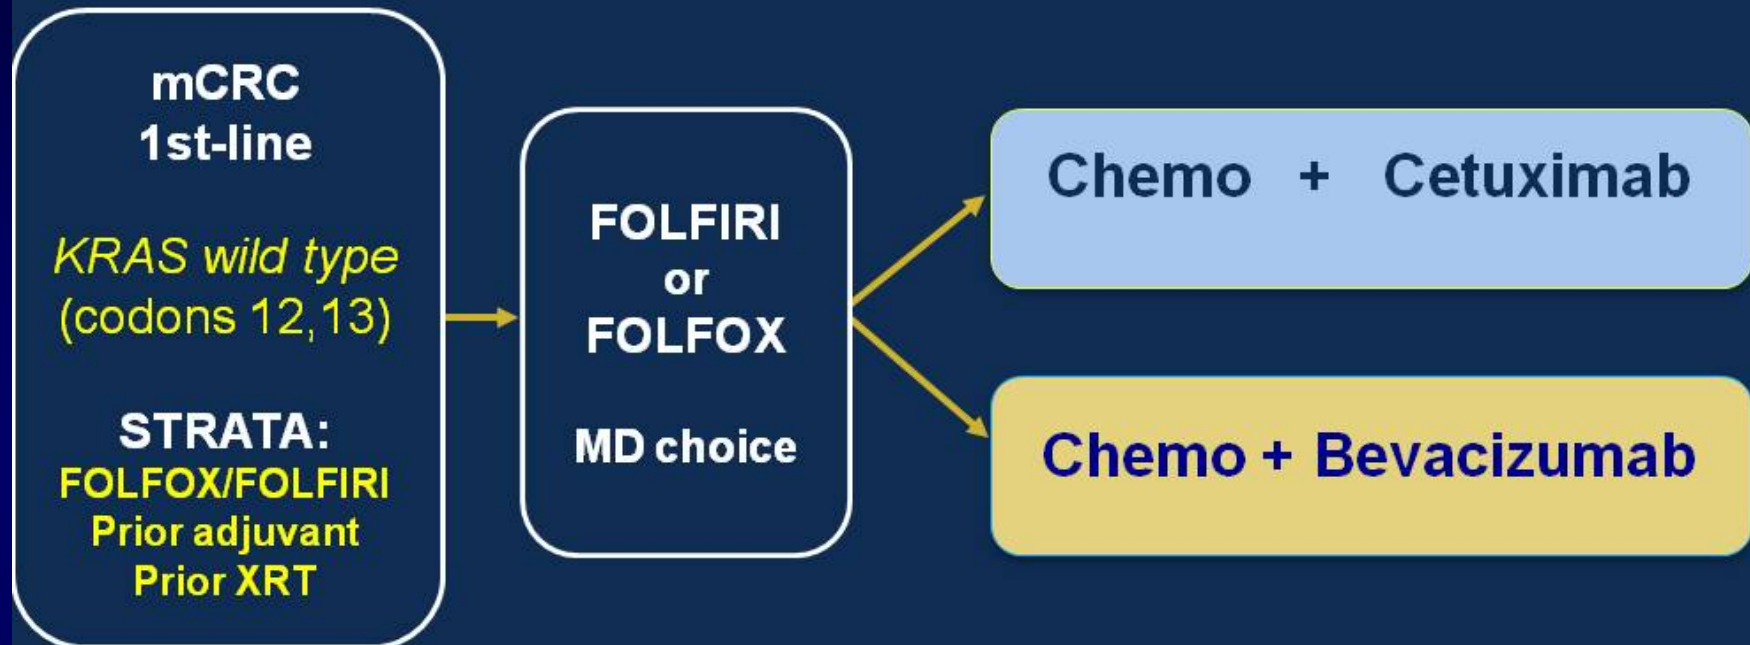 mCRC
1st-line
KRAS wild type
(codons 12,13)
STRATA:
FOLFOX/FOLFIRI
Prior adjuvant
Prior XRT
FOLFIRI
or
FOLFOX
MD choice
Chemo + Cetuximab
Chemo + Bevacizumab